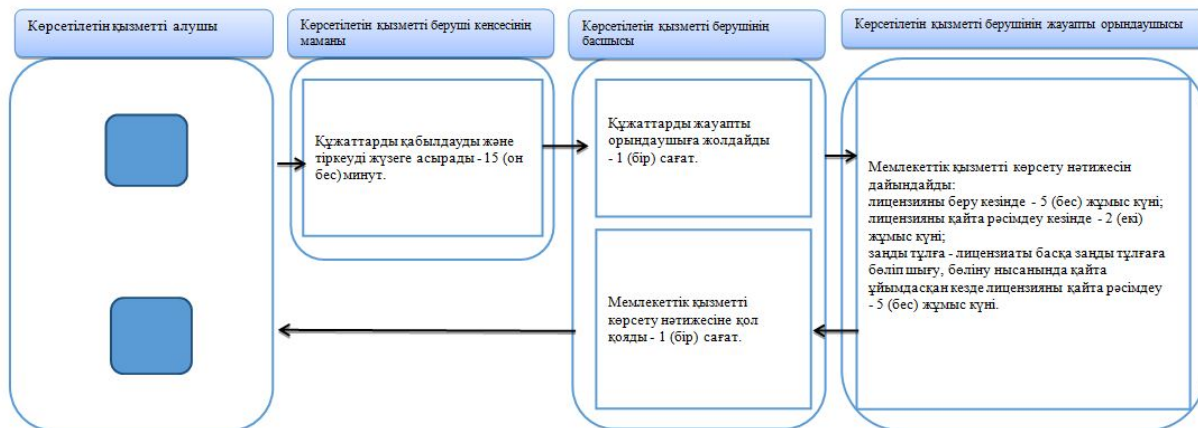 Көрсетілетін қызметті алушы
Көрсетілетін қызметті беруші кеңсесінің
маманы
Көрсетілетін қызметті берушінің
басшысы
Көрсетілетін қызметті берушінің жауапты орындаушысы
Құжаттарды қабылдауды және
тіркеуді жүзеге асырады - 15 (он
бес) минут.
Құжаттарды жауапты
орындаушыға жолдайды
- 1 (бір) сағат.
Мемлекеттік қызметті
көрсету нәтижесіне қол
қояды - 1 (бір) сағат.
Мемлекеттік қызметті көрсету нәтижесін
дайындайды:
лицензияны беру кезінде - 5 (бес) жұмыс күні;
лицензияны қайта рәсімдеу кезінде - 2 (екі)
жұмыс күні;
заңды тұлға - лицензиаты басқа заңды тұлғаға
бөліп шығу, бөліну нысанында қайта
ұйымдасқан кезде лицензияны қайта рәсімдеу
- 5 (бес) жұмыс күні.